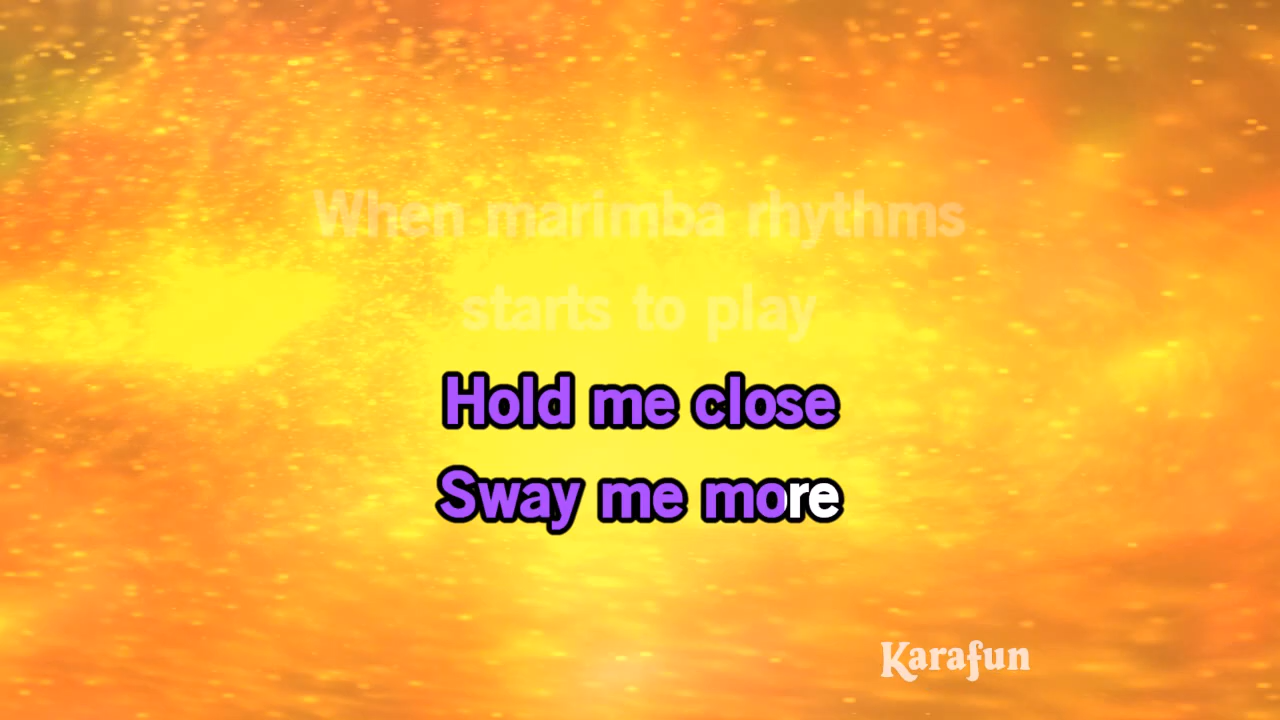 When marimba rhythms
starts to play
Hold me close
Sway me more
Karafun